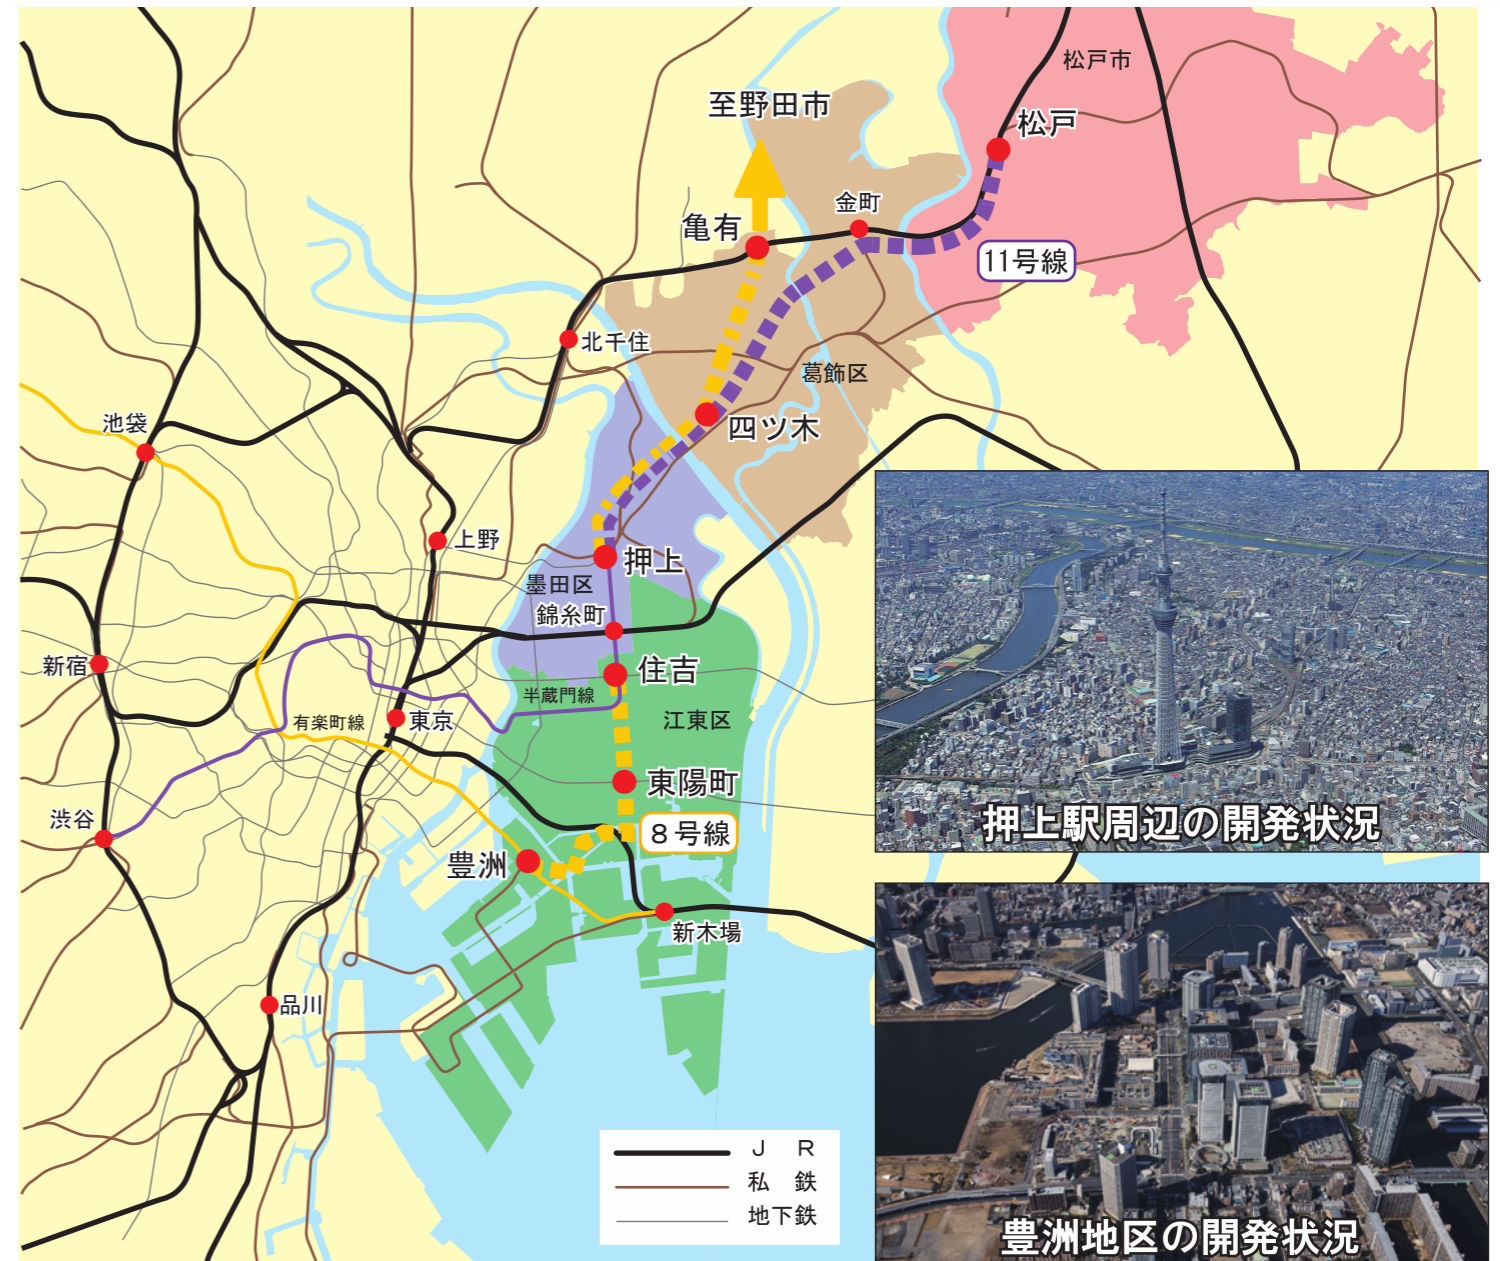 松戸市
至野田市
松戸
金町
亀有
11号線
北千住
葛飾区
池袋
四ツ木
上野
押上
墨田区
錦糸町
新宿
住吉
半蔵門線
有楽町線
東京
江東区
東陽町
渋谷
8号線
豊洲
新木場
品川
押上駅周辺の開発状況
JR
私鉄
地下鉄
豊洲地区の開発状況